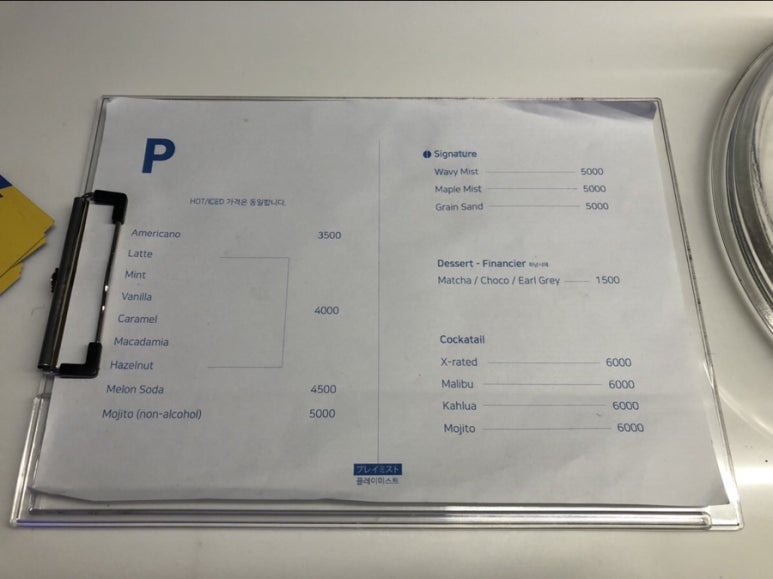 P
HOT/ICED 가격은 동일합니다.
Americano 3500
Latte
Mint
Vanilla
Caramel
Macadamia
Hazelnut
4000
Melon Soda 4500
Mojito (non-alcohol) 5000
Signature
Wavy Mist 5000
Maple Mist 5000
Grain Sand 5000
Dessert - Financier
Matcha / Choco / Earl Grey 1500
Cockatail
X-rated 6000
Malibu 6000
Kahlua 6000
Mojito 6000
プレイミスト
플레이미스트